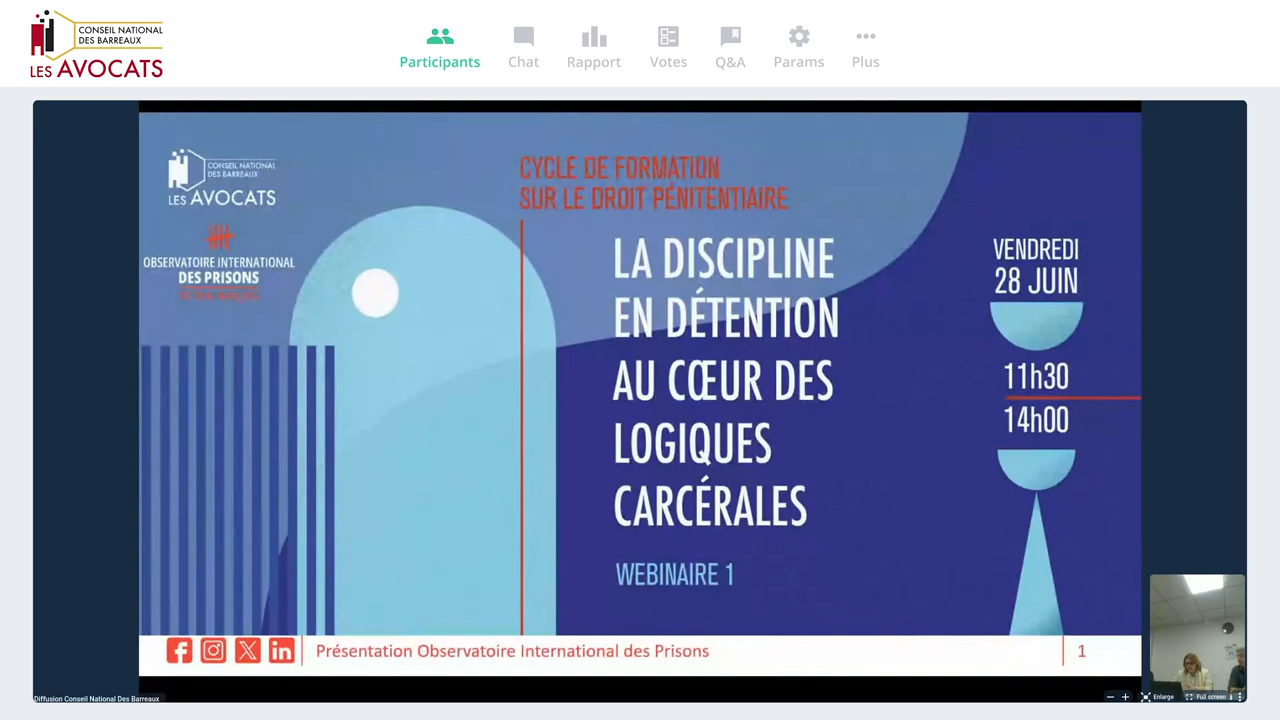 CONSEIL NATIONAL
DES BARREAUX
LES AVOCATS
Participants
Chat
Rapport
Votes
Q&A
Params
Plus
CONSEIL NATIONAL
DES BARREAUX
LES AVOCATS
OBSERVATOIRE INTERNATIONAL
DES PRISONS
CYCLE DE FORMATION
SUR LE DROIT PÉNITENTIAIRE
LA DISCIPLINE
EN DÉTENTION
AU CŒUR DES
LOGIQUES
CARCÉRALES
WEBINAIRE 1
VENDREDI
28 JUIN
11h30
14h00
Présentation Observatoire International des Prisons
1
Diffusion Conseil National Des Barreaux
Enlarge
Full screen